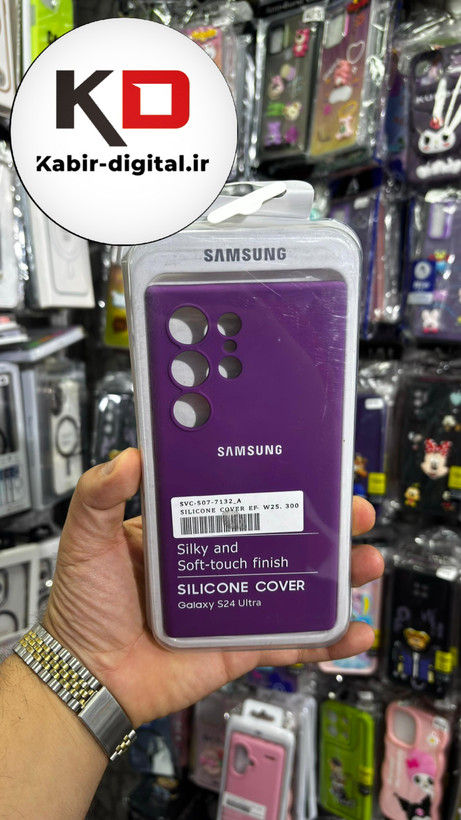 KD
Kabir-digital.ir
SAMSUNG
SAMSUNG
SVC-507-7132_A
SILICONE COVER EF- W25. 300
Silky and
Soft-touch finish
SILICONE COVER
Galaxy S24 Ultra